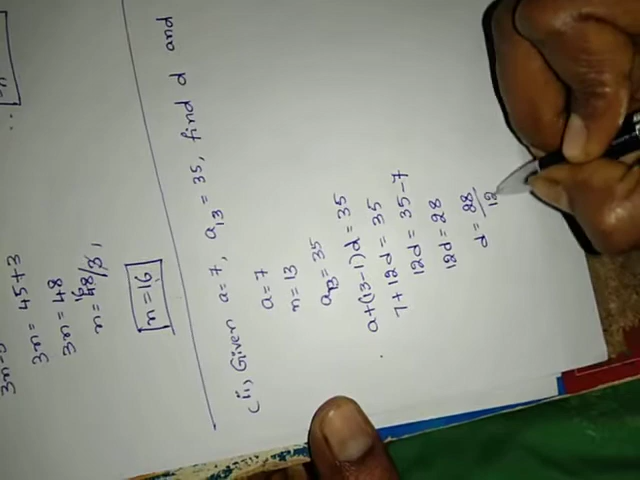 3n = 45+3
3n = 48
n = 48/3,
16
n = 16
(ii, Given a=7, a13 = 35, find d and
a=7
n=13
a13 = 35
a+(13-1)d = 35
7+12d = 35
12d = 35-7
12d = 28
d = 28/12